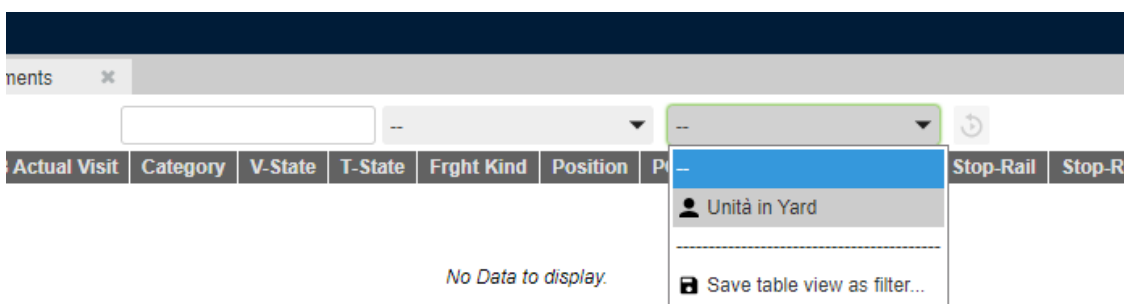 ments ×
-- --
Actual Visit Category V-State T-State Frght Kind Position Stop-Rail Stop-R
--
Unità in Yard
----------------------------------------
No Data to display.
Save table view as filter...